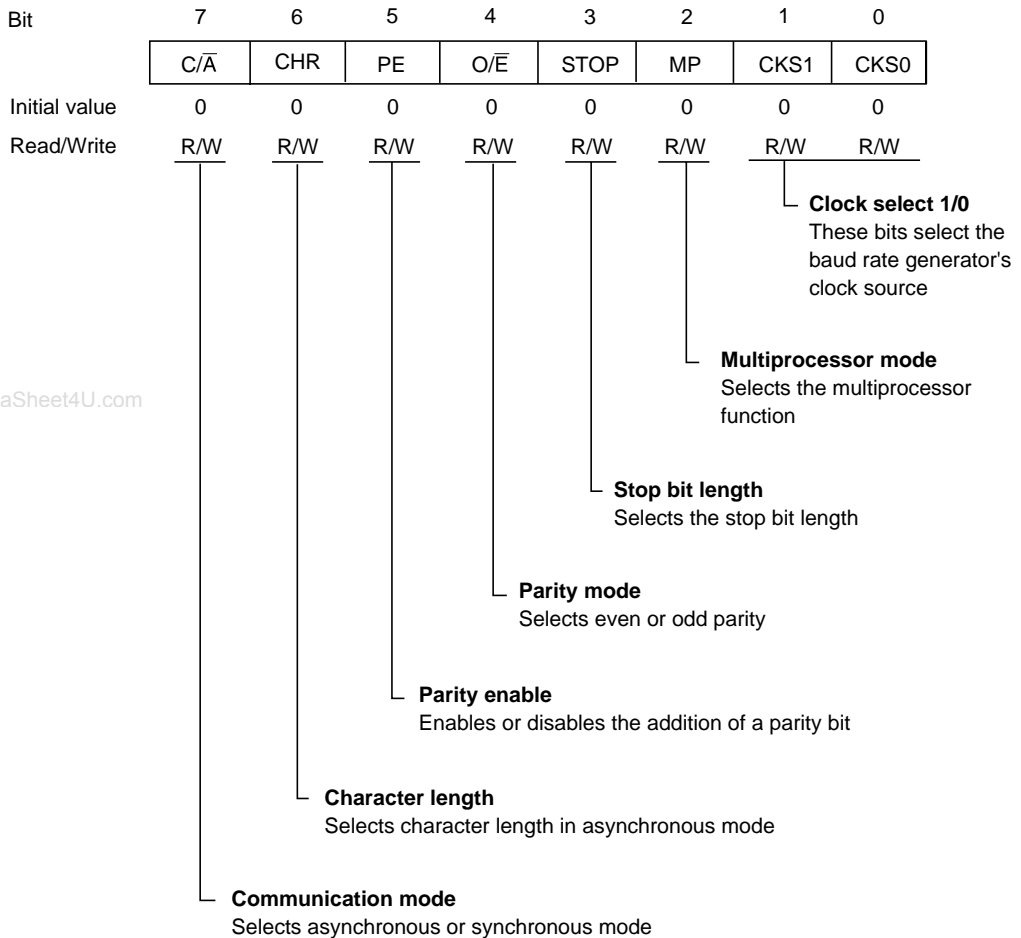 Bit 7 6 5 4 3 2 1 0
C/A̅ CHR PE O/E̅ STOP MP CKS1 CKS0
Initial value 0 0 0 0 0 0 0 0
Read/Write R/W R/W R/W R/W R/W R/W R/W R/W
Clock select 1/0
These bits select the
baud rate generator's
clock source
Multiprocessor mode
Selects the multiprocessor
function
aSheet4U.com
Stop bit length
Selects the stop bit length
Parity mode
Selects even or odd parity
Parity enable
Enables or disables the addition of a parity bit
Character length
Selects character length in asynchronous mode
Communication mode
Selects asynchronous or synchronous mode